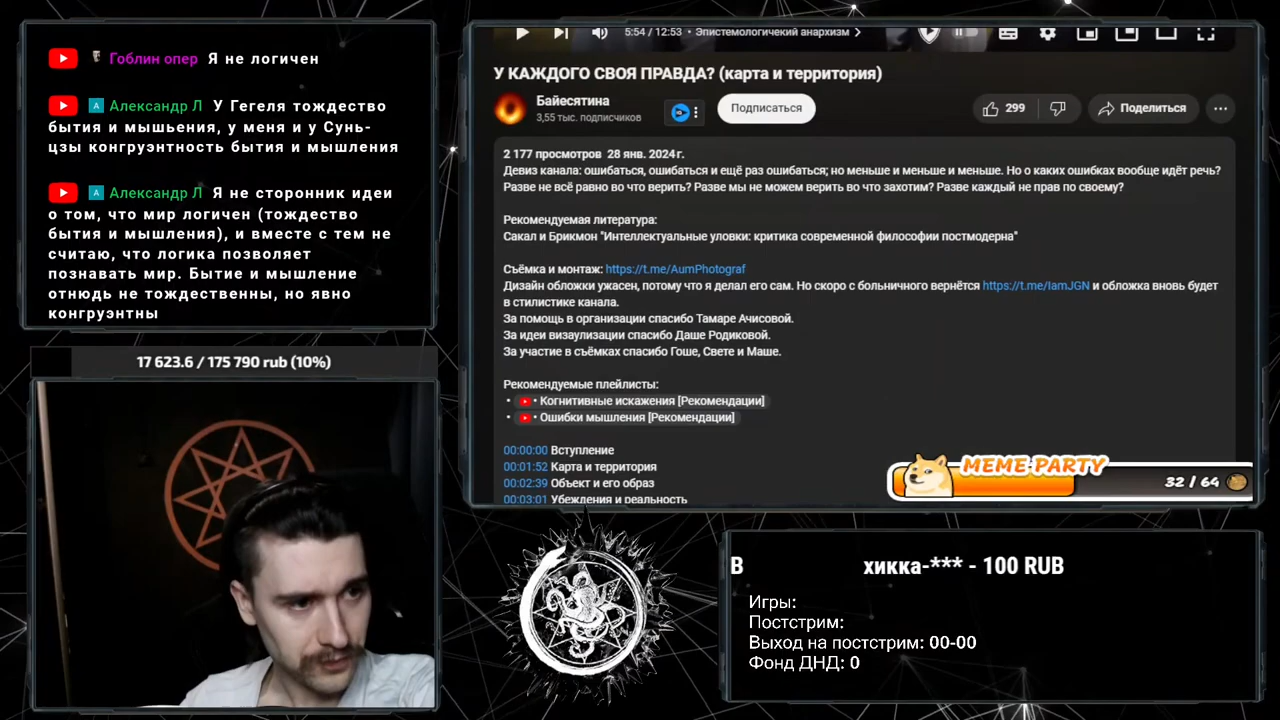 Гоблин опер Я не логичен
Александр Л У Гегеля тождество
бытия и мышьения, у меня и у Сунь-
цзы конгруэнтность бытия и мышления
Александр Л Я не сторонник идеи
о том, что мир логичен (тождество
бытия и мышления), и вместе с тем не
считаю, что логика позволяет
познавать мир. Бытие и мышление
отнюдь не тождественны, но явно
конгруэнтны
17 623.6 / 175 790 rub (10%)
5:54 / 12:53 • Эпистемологичекий анархизм
У КАЖДОГО СВОЯ ПРАВДА? (карта и территория)
Байесятина
3,55 тыс. подписчиков
Подписаться
299
Поделиться
2 177 просмотров 28 янв. 2024 г.
Девиз канала: ошибаться, ошибаться и ещё раз ошибаться; но меньше и меньше и меньше. Но о каких ошибках вообще идёт речь?
Разве не всё равно во что верить? Разве мы не можем верить во что захотим? Разве каждый не прав по своему?
Рекомендуемая литература:
Сакал и Брикмон "Интеллектуальные уловки: критика современной философии постмодерна"
Съёмка и монтаж: https://t.me/AumPhotograf
Дизайн обложки ужасен, потому что я делал его сам. Но скоро с больничного вернётся https://t.me/IamJGN и обложка вновь будет
в стилистике канала.
За помощь в организации спасибо Тамаре Ачисовой.
За идеи визаулизации спасибо Даше Родиковой.
За участие в съёмках спасибо Гоше, Свете и Маше.
Рекомендуемые плейлисты:
• • Когнитивные искажения [Рекомендации]
• • Ошибки мышления [Рекомендации]
00:00:00 Вступление
00:01:52 Карта и территория
00:02:39 Объект и его образ
00:03:01 Убеждения и реальность
MEME PARTY
32 / 64
В хикка-*** - 100 RUB
Игры:
Постстрим:
Выход на постстрим: 00-00
Фонд ДНД: 0